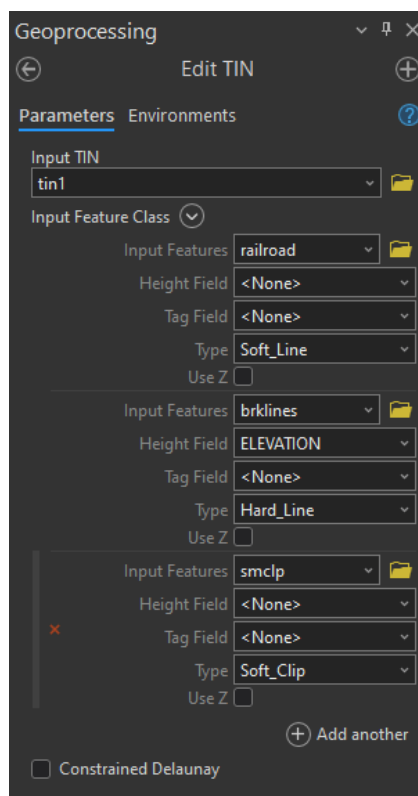 Geoprocessing
Edit TIN
Parameters Environments
Input TIN
tin1
Input Feature Class
Input Features railroad
Height Field <None>
Tag Field <None>
Type Soft_Line
Use Z
Input Features brklines
Height Field ELEVATION
Tag Field <None>
Type Hard_Line
Use Z
Input Features smclp
Height Field <None>
Tag Field <None>
Type Soft_Clip
Use Z
Add another
Constrained Delaunay